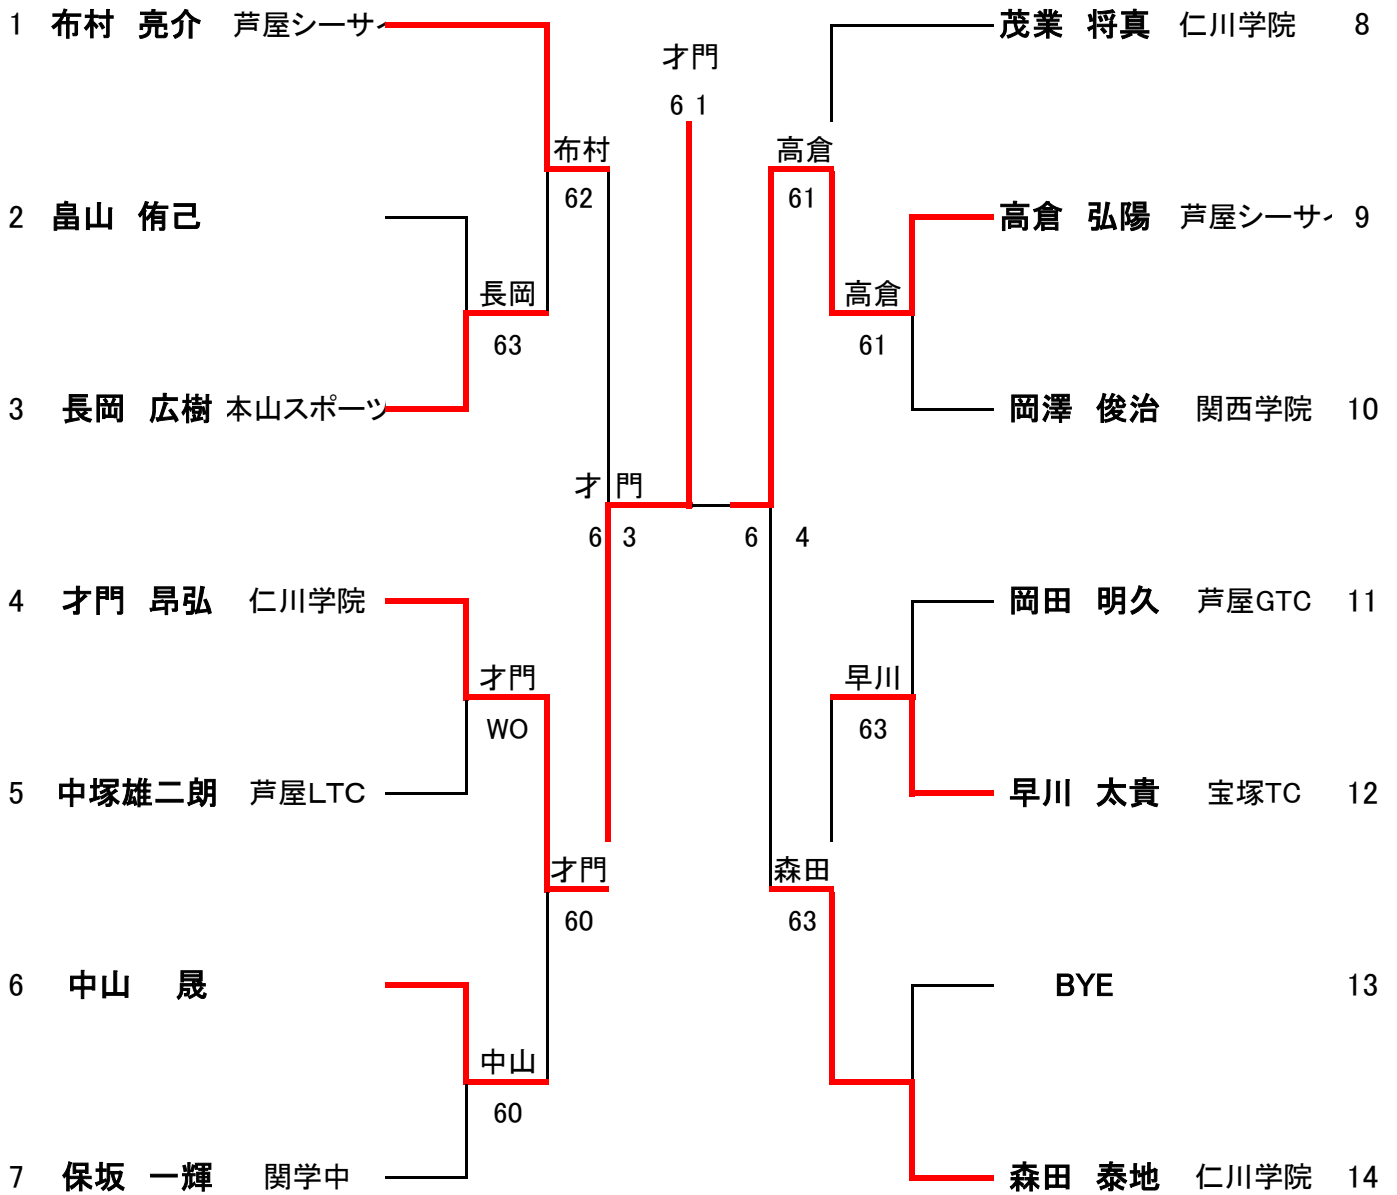 1 布村 亮介 芦屋シーサイ
茂業 将真 仁川学院 8
才門
6 1
布村
62
高倉
61
2 畠山 侑己
高倉 弘陽 芦屋シーサイ 9
長岡
63
高倉
61
3 長岡 広樹 本山スポーツ
岡澤 俊治 関西学院 10
才門
6 3
6 4
4 才門 昂弘 仁川学院
岡田 明久 芦屋GTC 11
才門
WO
早川
63
5 中塚雄二朗 芦屋LTC
早川 太貴 宝塚TC 12
才門
60
森田
63
6 中山 晟
BYE 13
中山
60
7 保坂 一輝 関学中
森田 泰地 仁川学院 14